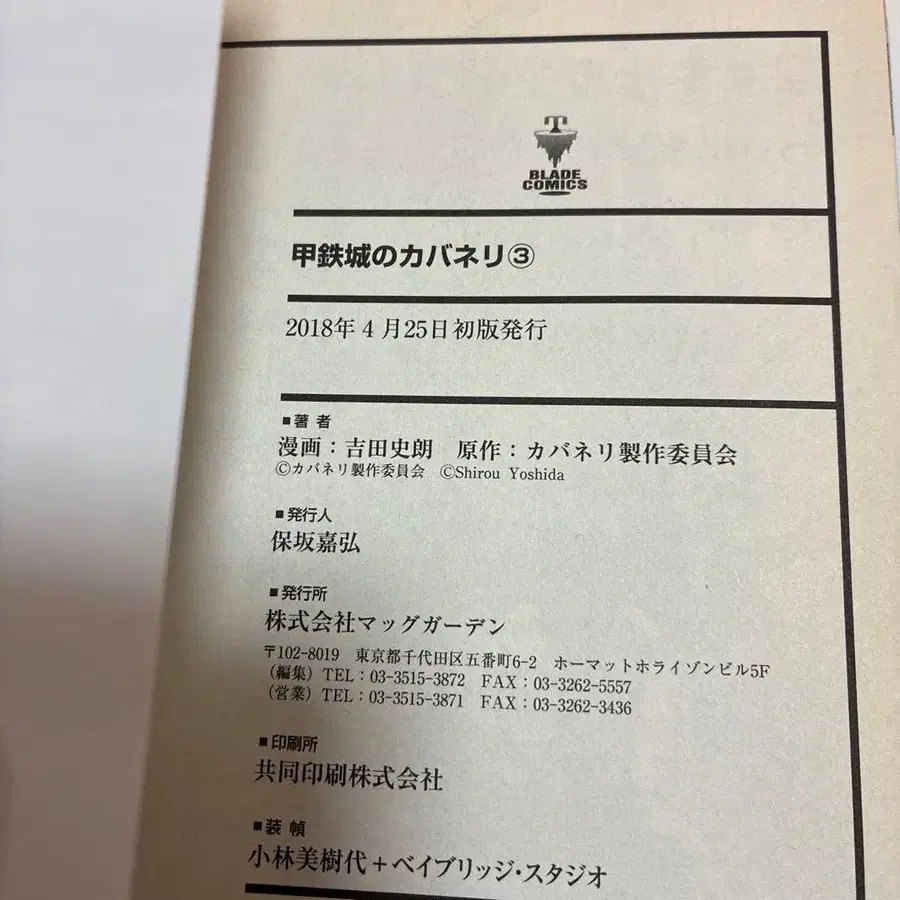 BLADE
COMICS
甲鉄城のカバネリ③
2018年4月25日初版発行
■著 者
漫画：吉田史朗　原作：カバネリ製作委員会
©カバネリ製作委員会　©Shirou Yoshida
■発行人
保坂嘉弘
■発行所
株式会社マッグガーデン
〒102-8019　東京都千代田区五番町6-2　ホーマットホライゾンビル5F
（編集）TEL：03-3515-3872　FAX：03-3262-5557
（営業）TEL：03-3515-3871　FAX：03-3262-3436
■印刷所
共同印刷株式会社
■装 幀
小林美樹代＋ベイブリッジ・スタジオ